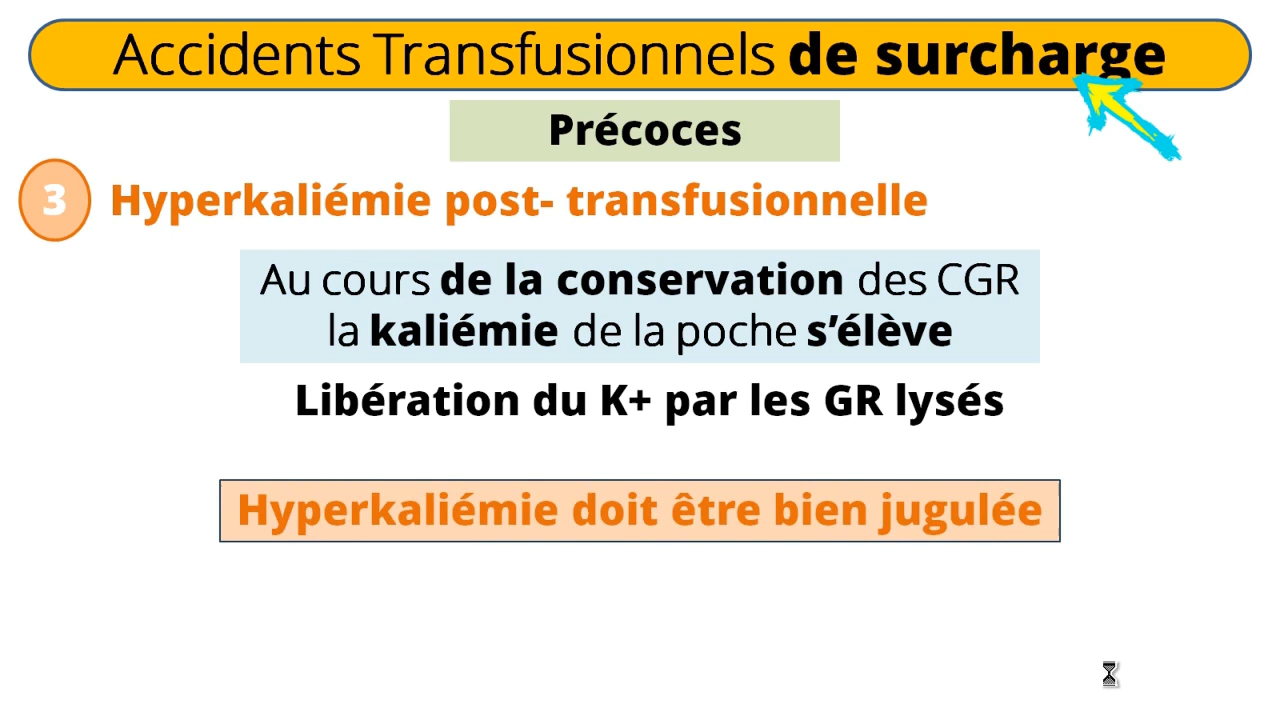 Accidents Transfusionnels de surcharge
Précoces
3 Hyperkaliémie post- transfusionnelle
Au cours de la conservation des CGR
la kaliémie de la poche s’élève
Libération du K+ par les GR lysés
Hyperkaliémie doit être bien jugulée